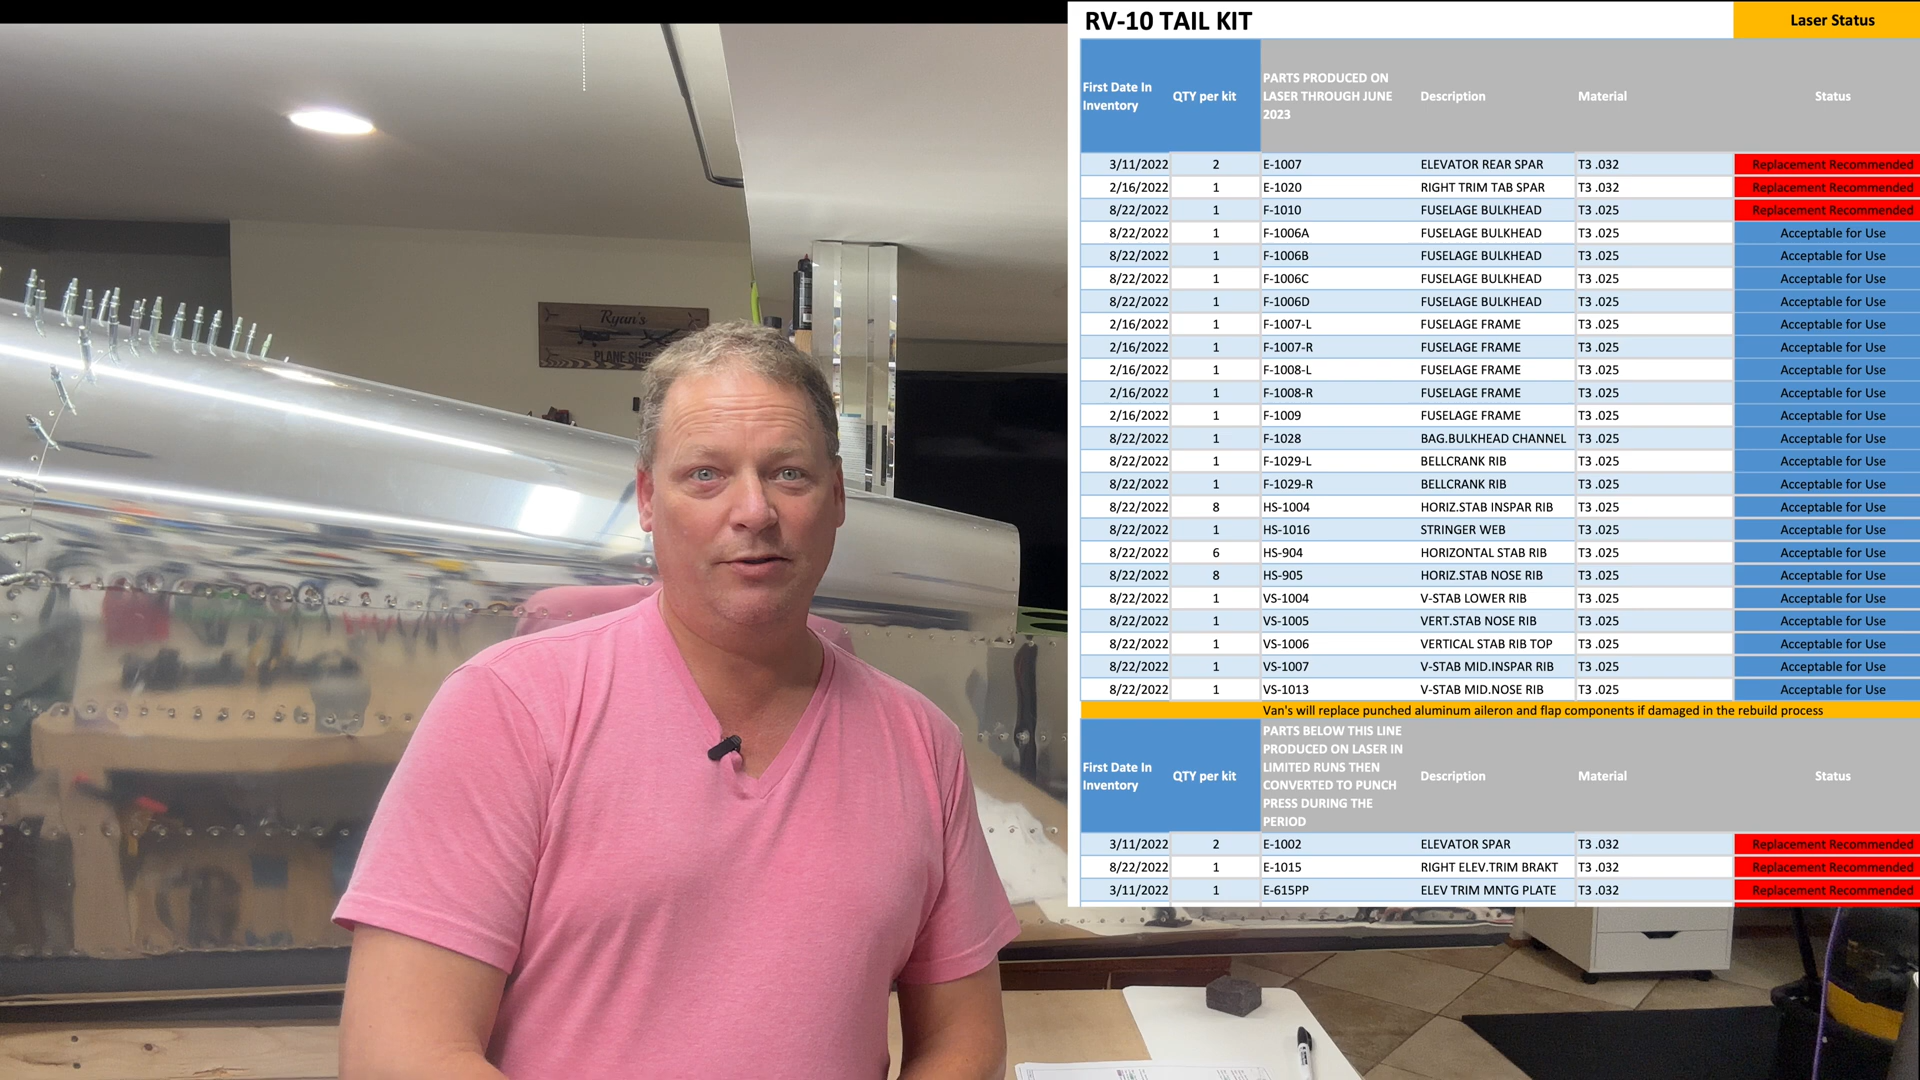 RV-10 TAIL KIT Laser Status
First Date In Inventory QTY per kit PARTS PRODUCED ON LASER THROUGH JUNE 2023 Description Material Status
3/11/2022 2 E-1007 ELEVATOR REAR SPAR T3 .032 Replacement Recommended
2/16/2022 1 E-1020 RIGHT TRIM TAB SPAR T3 .032 Replacement Recommended
8/22/2022 1 F-1010 FUSELAGE BULKHEAD T3 .025 Replacement Recommended
8/22/2022 1 F-1006A FUSELAGE BULKHEAD T3 .025 Acceptable for Use
8/22/2022 1 F-1006B FUSELAGE BULKHEAD T3 .025 Acceptable for Use
8/22/2022 1 F-1006C FUSELAGE BULKHEAD T3 .025 Acceptable for Use
8/22/2022 1 F-1006D FUSELAGE BULKHEAD T3 .025 Acceptable for Use
2/16/2022 1 F-1007-L FUSELAGE FRAME T3 .025 Acceptable for Use
2/16/2022 1 F-1007-R FUSELAGE FRAME T3 .025 Acceptable for Use
2/16/2022 1 F-1008-L FUSELAGE FRAME T3 .025 Acceptable for Use
2/16/2022 1 F-1008-R FUSELAGE FRAME T3 .025 Acceptable for Use
2/16/2022 1 F-1009 FUSELAGE FRAME T3 .025 Acceptable for Use
8/22/2022 1 F-1028 BAG.BULKHEAD CHANNEL T3 .025 Acceptable for Use
8/22/2022 1 F-1029-L BELLCRANK RIB T3 .025 Acceptable for Use
8/22/2022 1 F-1029-R BELLCRANK RIB T3 .025 Acceptable for Use
8/22/2022 8 HS-1004 HORIZ.STAB INSPAR RIB T3 .025 Acceptable for Use
8/22/2022 1 HS-1016 STRINGER WEB T3 .025 Acceptable for Use
8/22/2022 6 HS-904 HORIZONTAL STAB RIB T3 .025 Acceptable for Use
8/22/2022 8 HS-905 HORIZ.STAB NOSE RIB T3 .025 Acceptable for Use
8/22/2022 1 VS-1004 V-STAB LOWER RIB T3 .025 Acceptable for Use
8/22/2022 1 VS-1005 VERT.STAB NOSE RIB T3 .025 Acceptable for Use
8/22/2022 1 VS-1006 VERTICAL STAB RIB TOP T3 .025 Acceptable for Use
8/22/2022 1 VS-1007 V-STAB MID.INSPAR RIB T3 .025 Acceptable for Use
8/22/2022 1 VS-1013 V-STAB MID.NOSE RIB T3 .025 Acceptable for Use
Van's will replace punched aluminum aileron and flap components if damaged in the rebuild process
First Date In Inventory QTY per kit PARTS BELOW THIS LINE PRODUCED ON LASER IN LIMITED RUNS THEN CONVERTED TO PUNCH PRESS DURING THE PERIOD Description Material Status
3/11/2022 2 E-1002 ELEVATOR SPAR T3 .032 Replacement Recommended
8/22/2022 1 E-1015 RIGHT ELEV.TRIM BRAKT T3 .032 Replacement Recommended
3/11/2022 1 E-615PP ELEV TRIM MNTG PLATE T3 .032 Replacement Recommended
Ryan's
PLANE